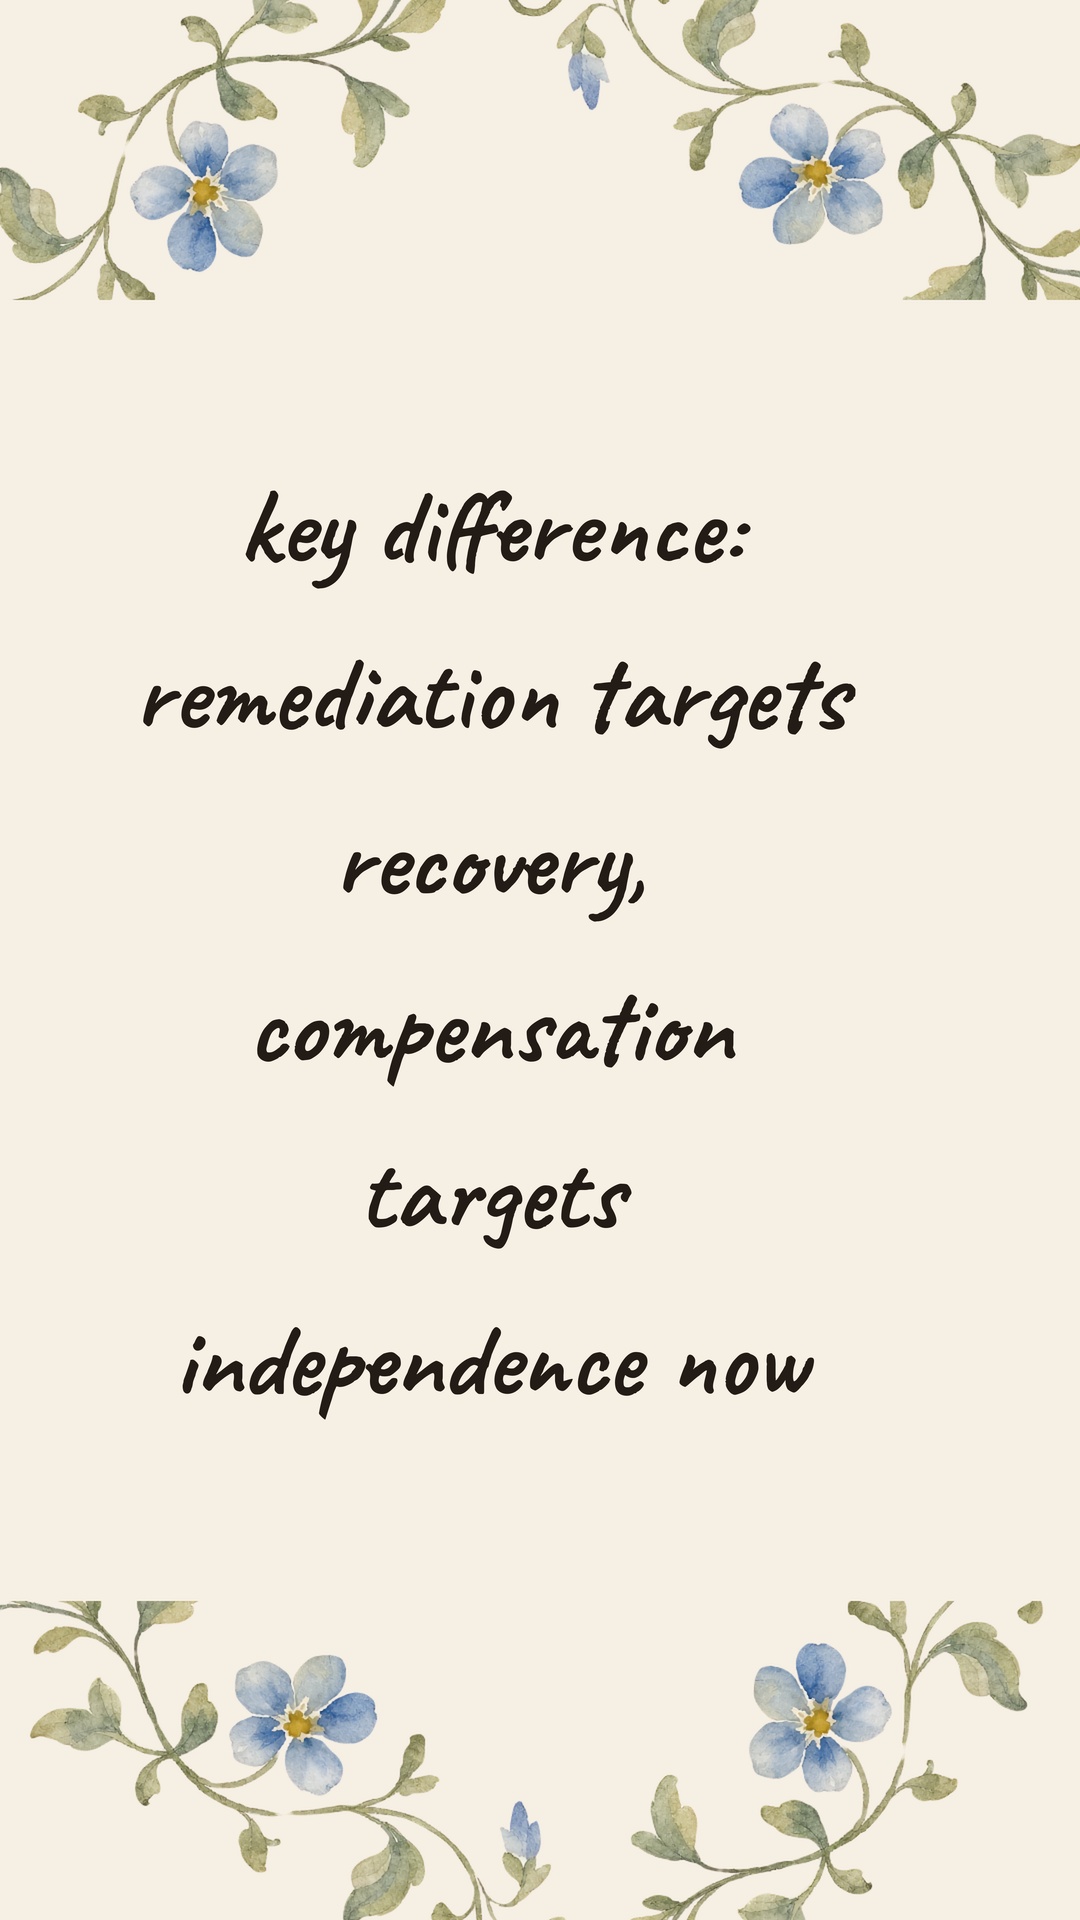 key difference:
remediation targets
recovery,
compensation
targets
independence now